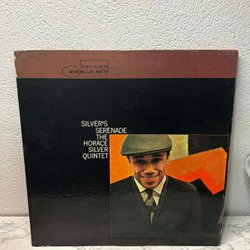 BLUE NOTE
SILVER'S
SERENADE THE
HORACE
SILVER
QUINTET